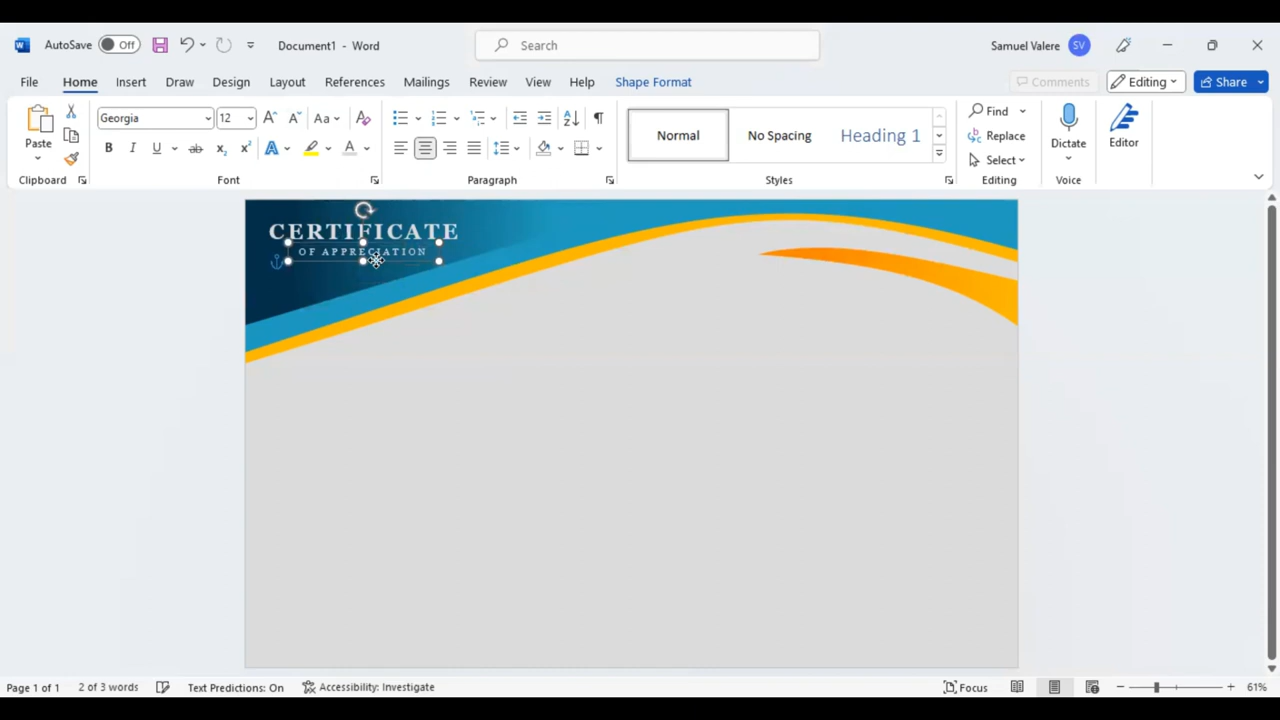 AutoSave Off Document1 - Word Search Samuel Valere SV
File Home Insert Draw Design Layout References Mailings Review View Help Shape Format Comments Editing Share
Paste Georgia 12 Aa Normal No Spacing Heading 1 Find Replace Select Dictate Editor
Clipboard Font Paragraph Styles Editing Voice
CERTIFICATE
OF APPRECIATION
Page 1 of 1 2 of 3 words Text Predictions: On Accessibility: Investigate Focus 61%